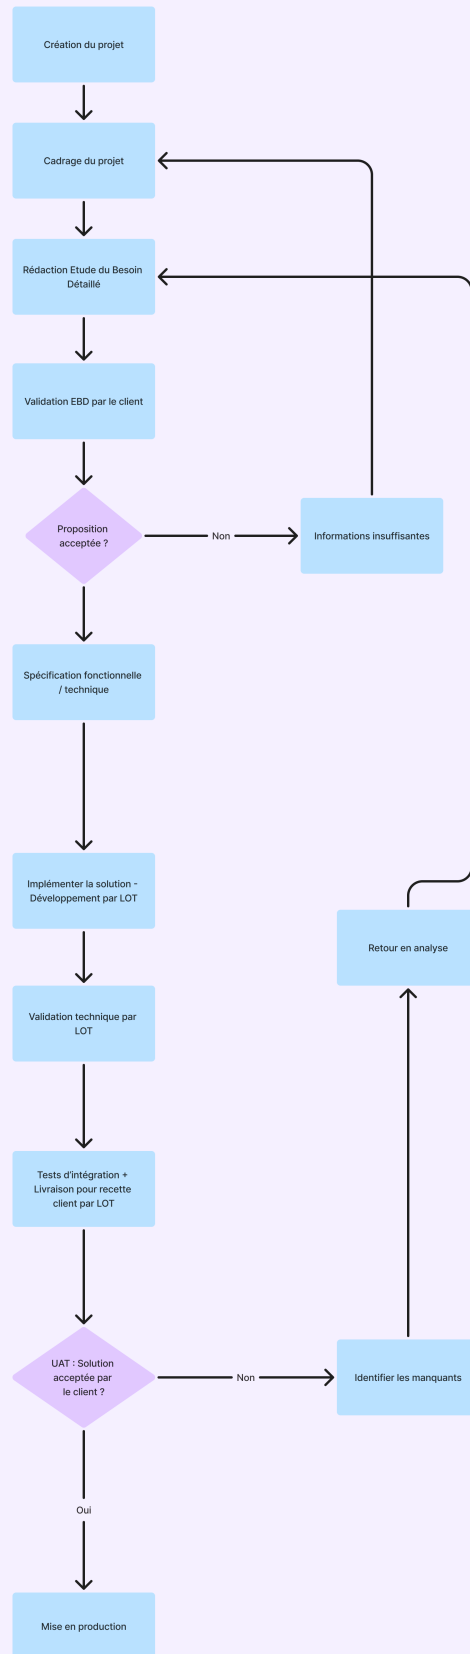 Création du projet
Cadrage du projet
Rédaction Etude du Besoin
Détaillé
Validation EBD par le client
Proposition
acceptée ?
Non
Informations insuffisantes
Spécification fonctionnelle
/ technique
Implémenter la solution -
Développement par LOT
Retour en analyse
Validation technique par
LOT
Tests d'intégration +
Livraison pour recette
client par LOT
UAT : Solution
acceptée par
le client ?
Non
Identifier les manquants
Oui
Mise en production